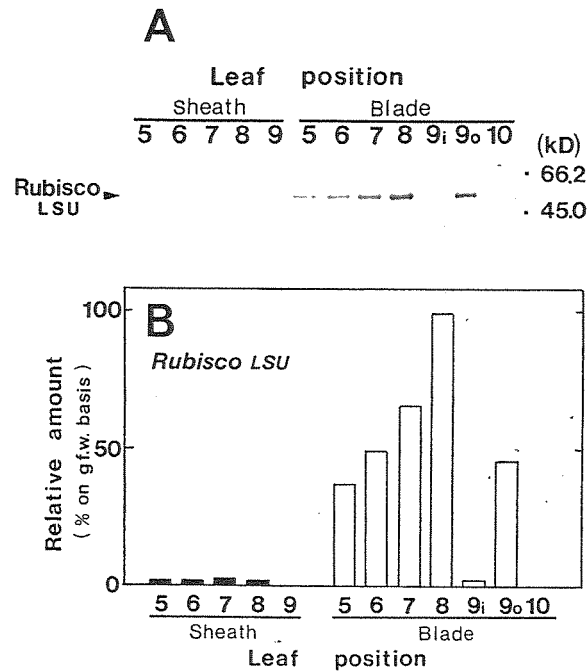 A
Leaf position
Sheath Blade
5 6 7 8 9 5 6 7 8 9i 9o 10
(kD)
Rubisco LSU
66.2
45.0
B
Rubisco LSU
Relative amount
(% on gf.w. basis)
100
50
0
5 6 7 8 9 5 6 7 8 9i 9o 10
Sheath Blade
Leaf position